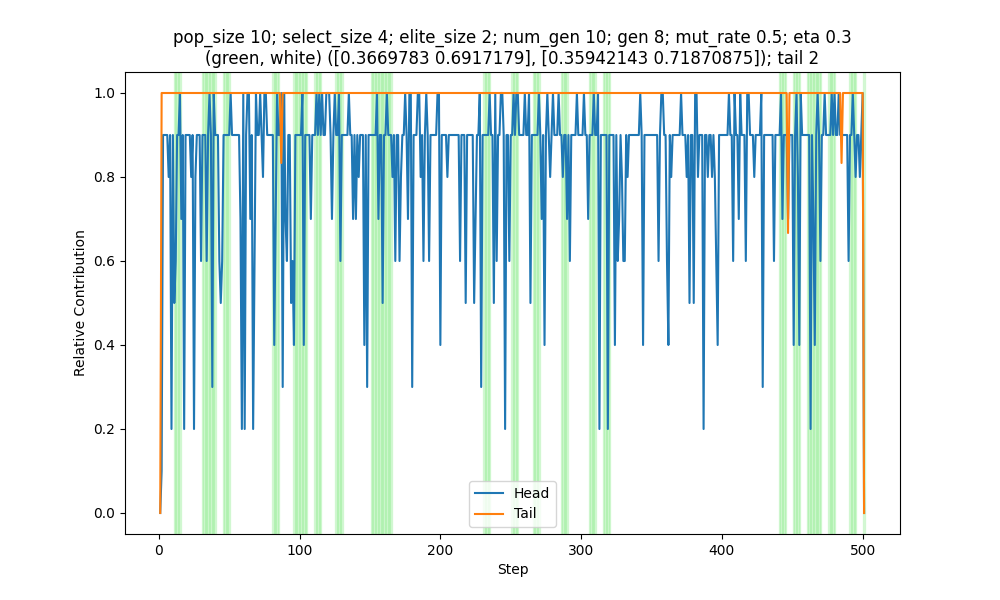 pop_size 10; select_size 4; elite_size 2; num_gen 10; gen 8; mut_rate 0.5; eta 0.3
(green, white) ([0.3669783 0.6917179], [0.35942143 0.71870875]); tail 2
1.0
0.8
0.6
0.4
0.2
0.0
Relative Contribution
Head
Tail
0
100
200
300
400
500
Step